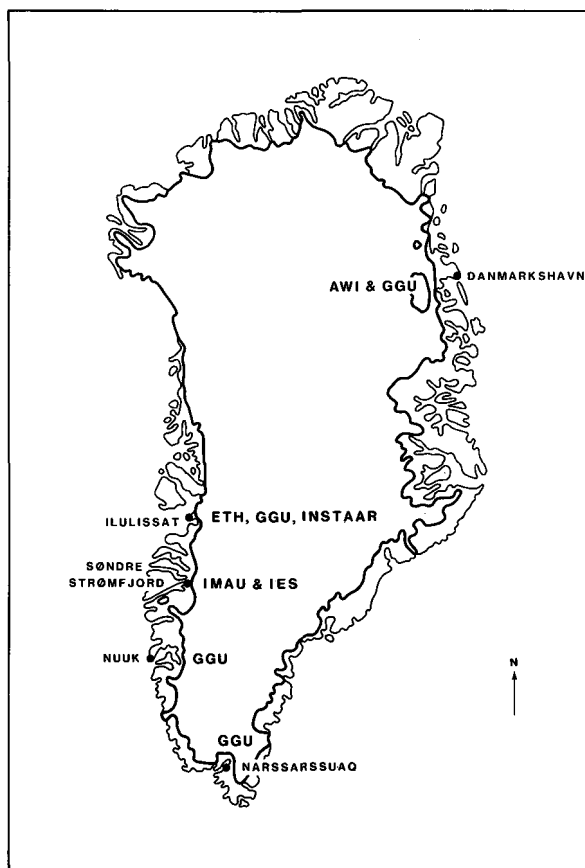 AWI & GGU
DANMARKSHAVN
ILULISSAT
ETH, GGU, INSTAAR
SØNDRE
STRØMFJORD
IMAU & IES
NUUK
GGU
N
GGU
NARSSARSSUAQ